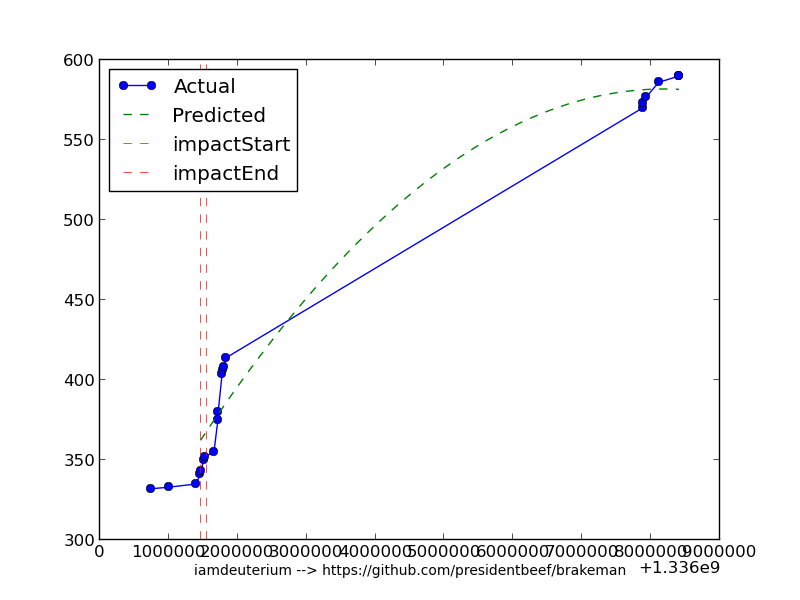 600
Actual
Predicted
impactStart
impactEnd
550
500
450
400
350
300
0 1000000 2000000 3000000 4000000 5000000 6000000 7000000 8000000 9000000
iamdeuterium --> https://github.com/presidentbeef/brakeman +1.336e9